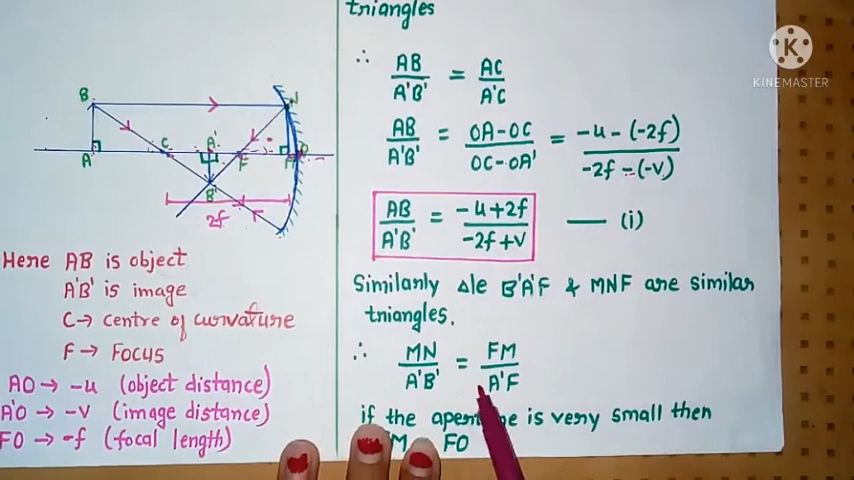 triangles
∴ AB/A'B' = AC/A'C
AB/A'B' = OA-OC/OC-OA' = -u-(-2f)/-2f-(-v)
AB/A'B' = -u+2f/-2f+v —— (i)
Similarly Δle B'A'F & MNF are similar
triangles.
∴ MN/A'B' = FM/A'F
if the is very small then
FO
B
N
A
C
A'
F
B'
2f
Here AB is object
A'B' is image
C→ centre of curvature
F → Focus
AO → -u (object distance)
A'O → -v (image distance)
FO → -f (focal length)
K
KINEMASTER